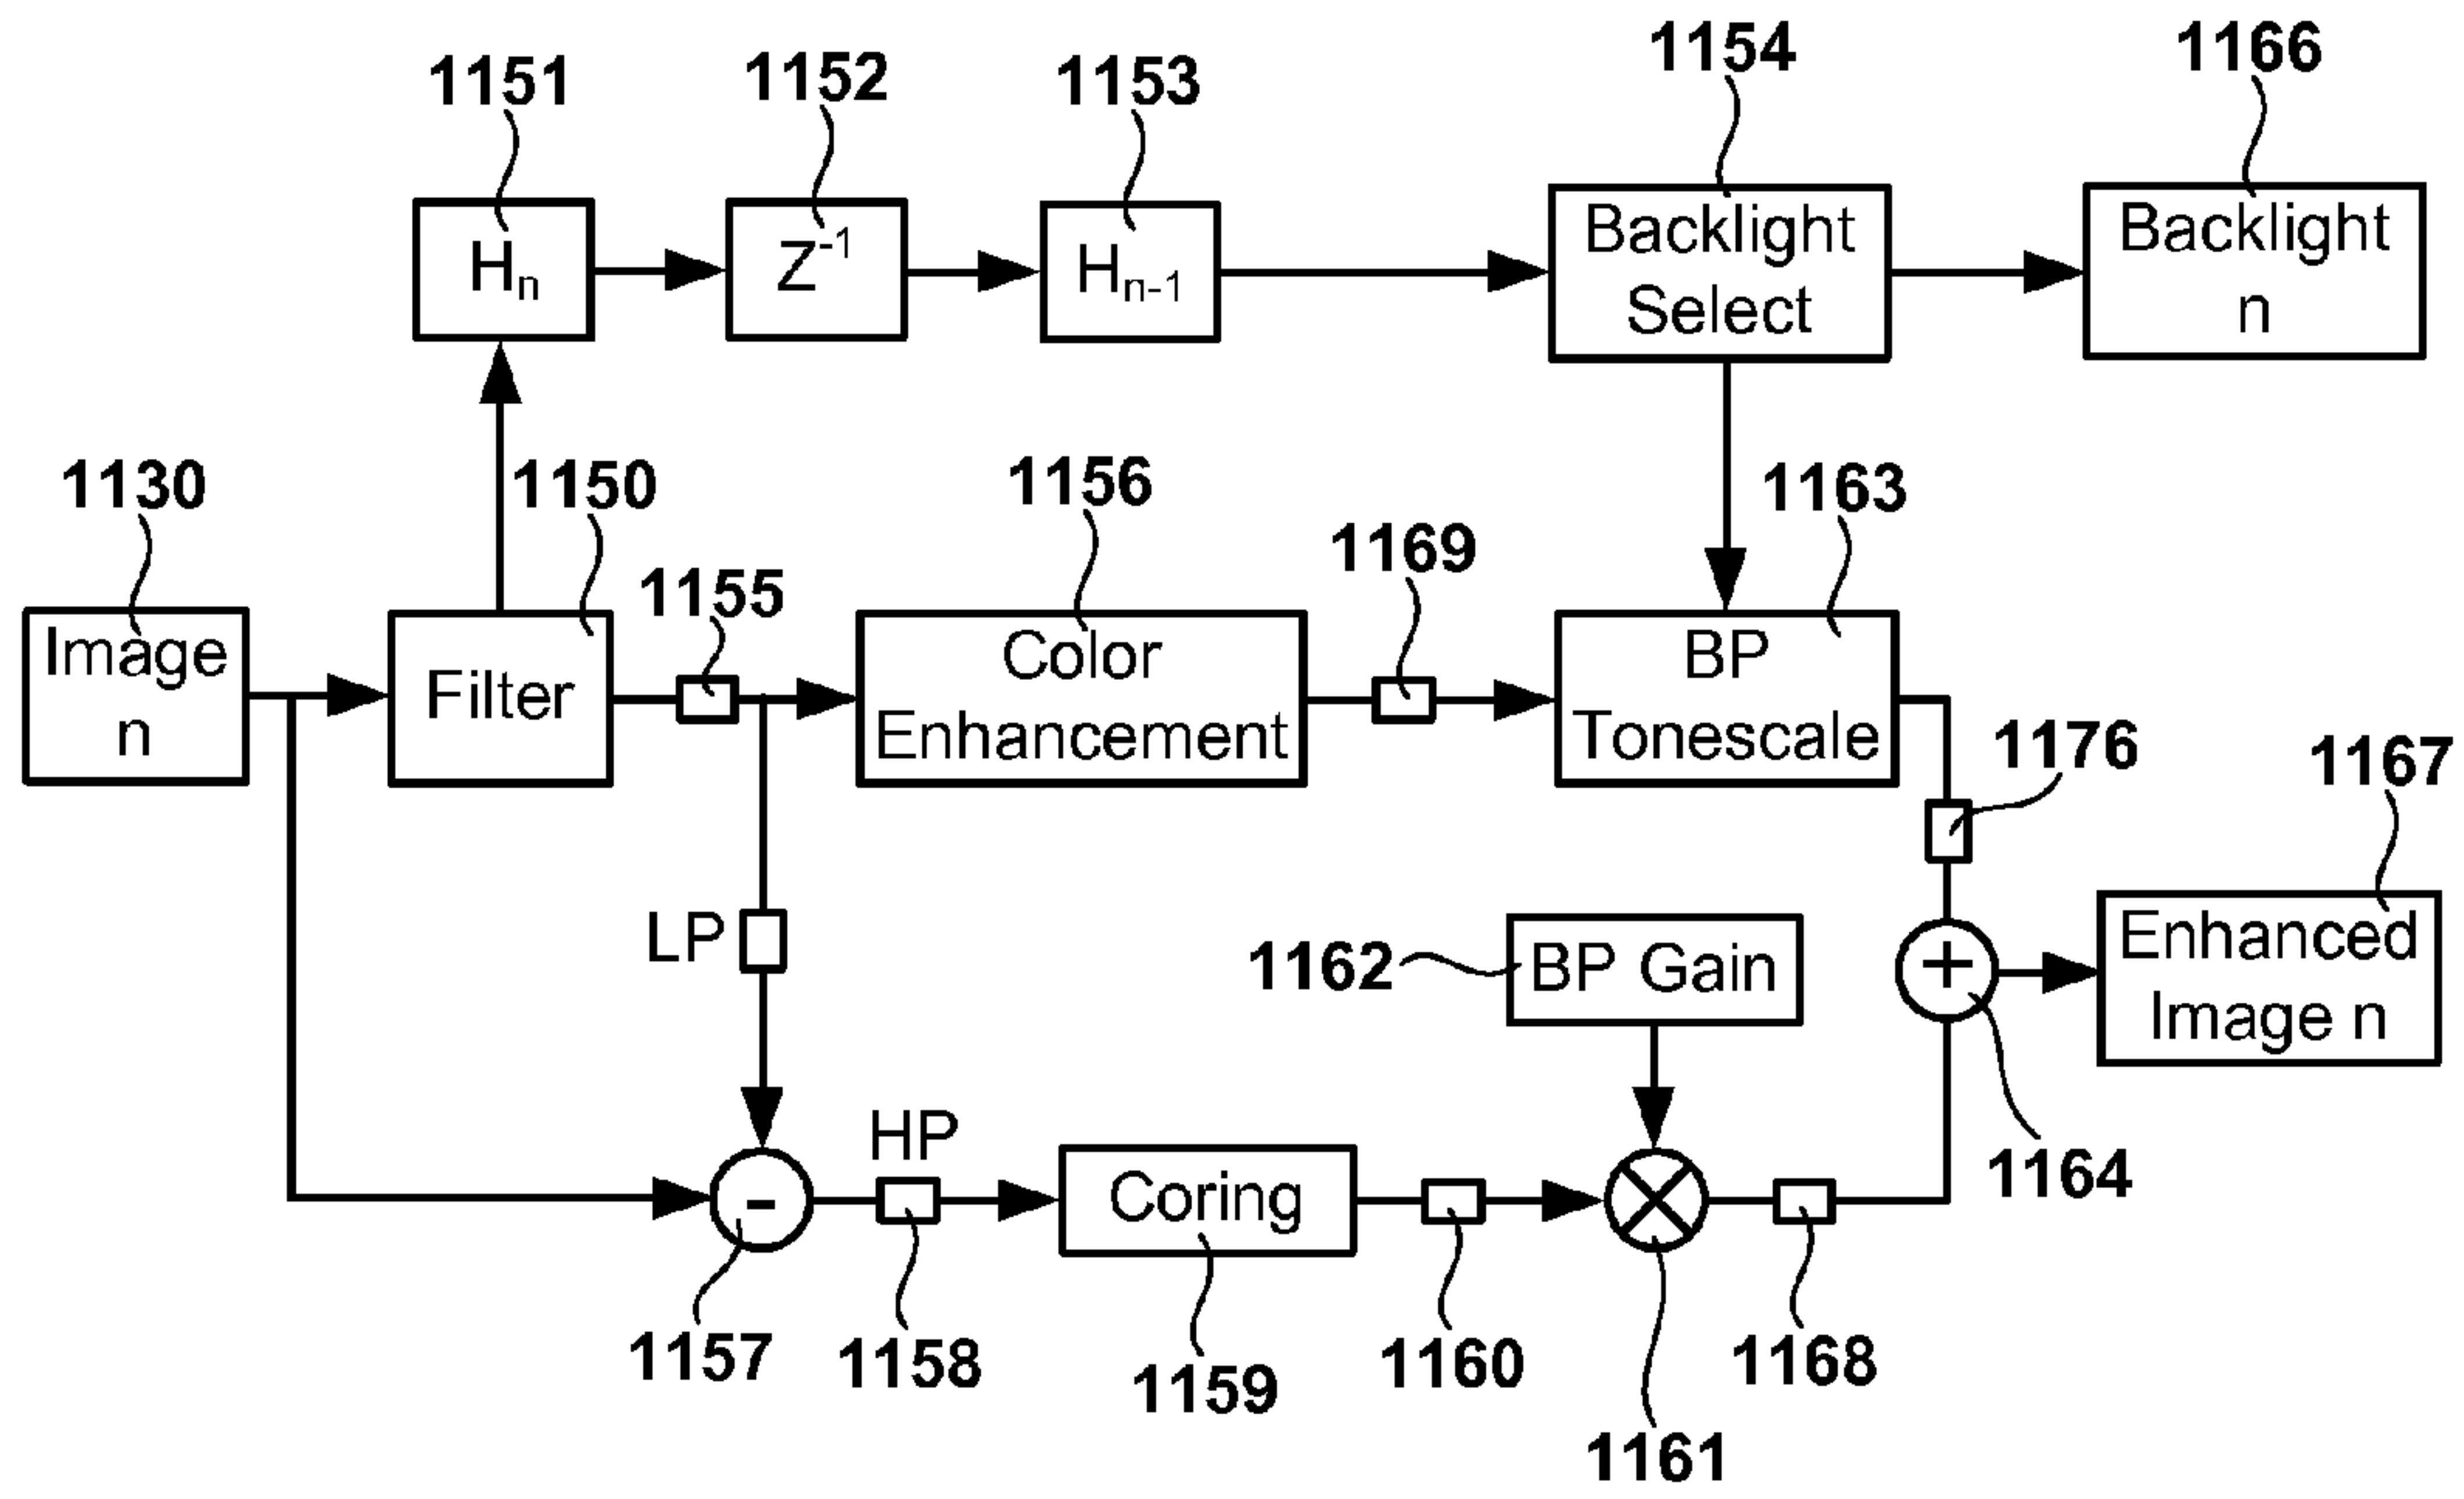 1151
1152
1153
1154
1166
H_n
Z^-1
H_n-1
Backlight
Select
Backlight
n
1130
1150
1155
1156
1169
1163
Image
n
Filter
Color
Enhancement
BP
Tonescale
1176
1167
LP
1162
BP Gain
+
Enhanced
Image n
HP
-
Coring
1164
1157
1158
1159
1160
1161
1168